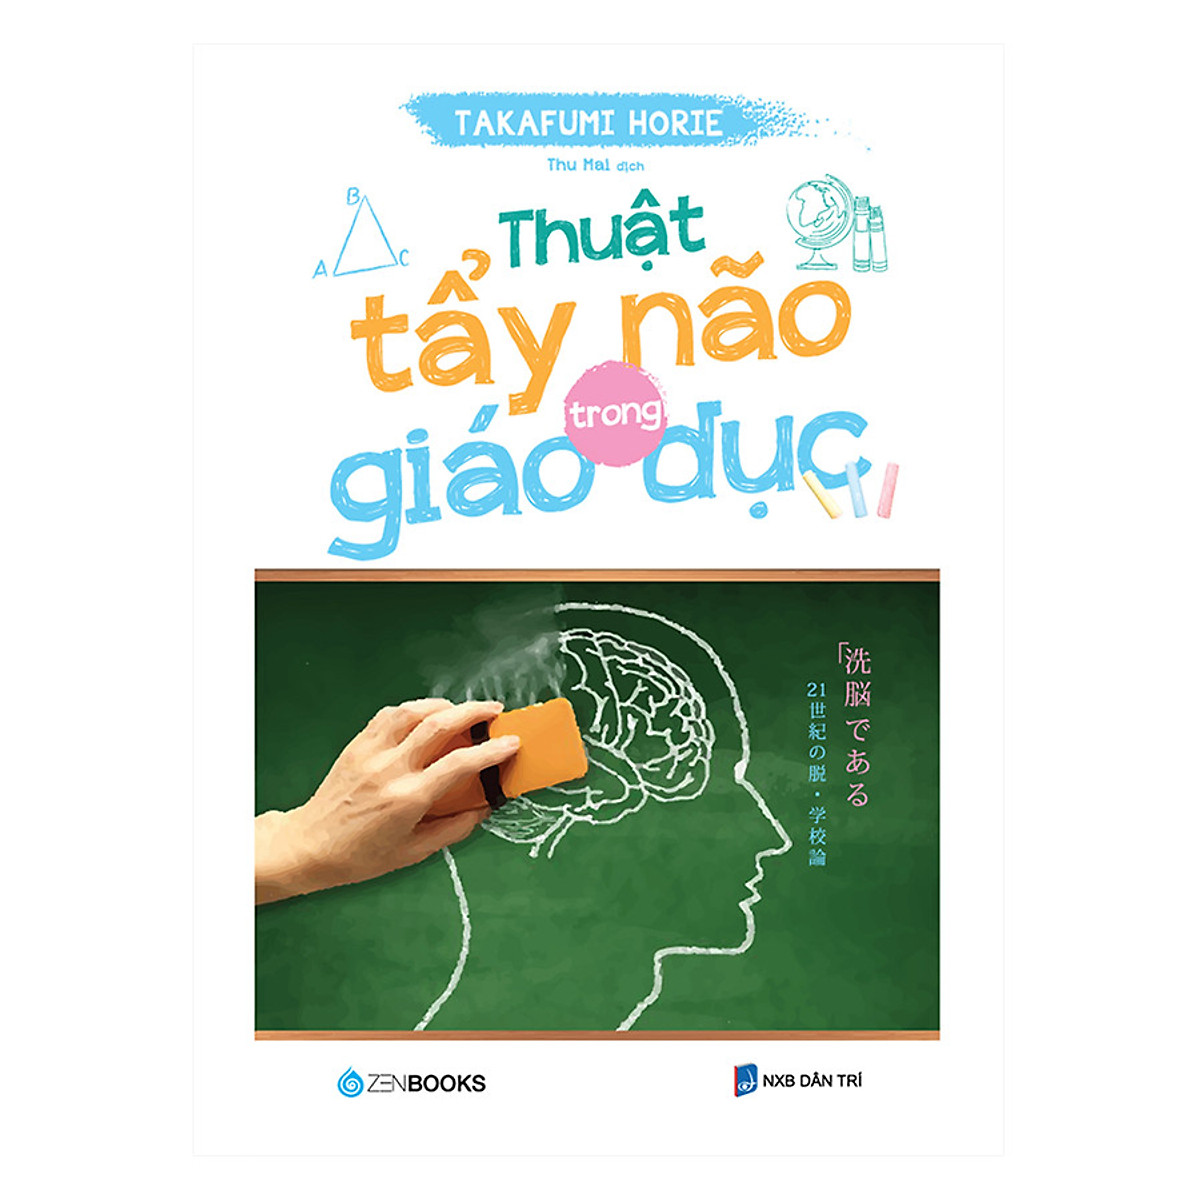 TAKAFUMI HORIE
Thu Mai dịch
B
A
C
Thuật
tẩy não
trong
giáo dục
「洗脳である
21世紀の脱・学校論
ZENBOOKS
NXB DÂN TRÍ